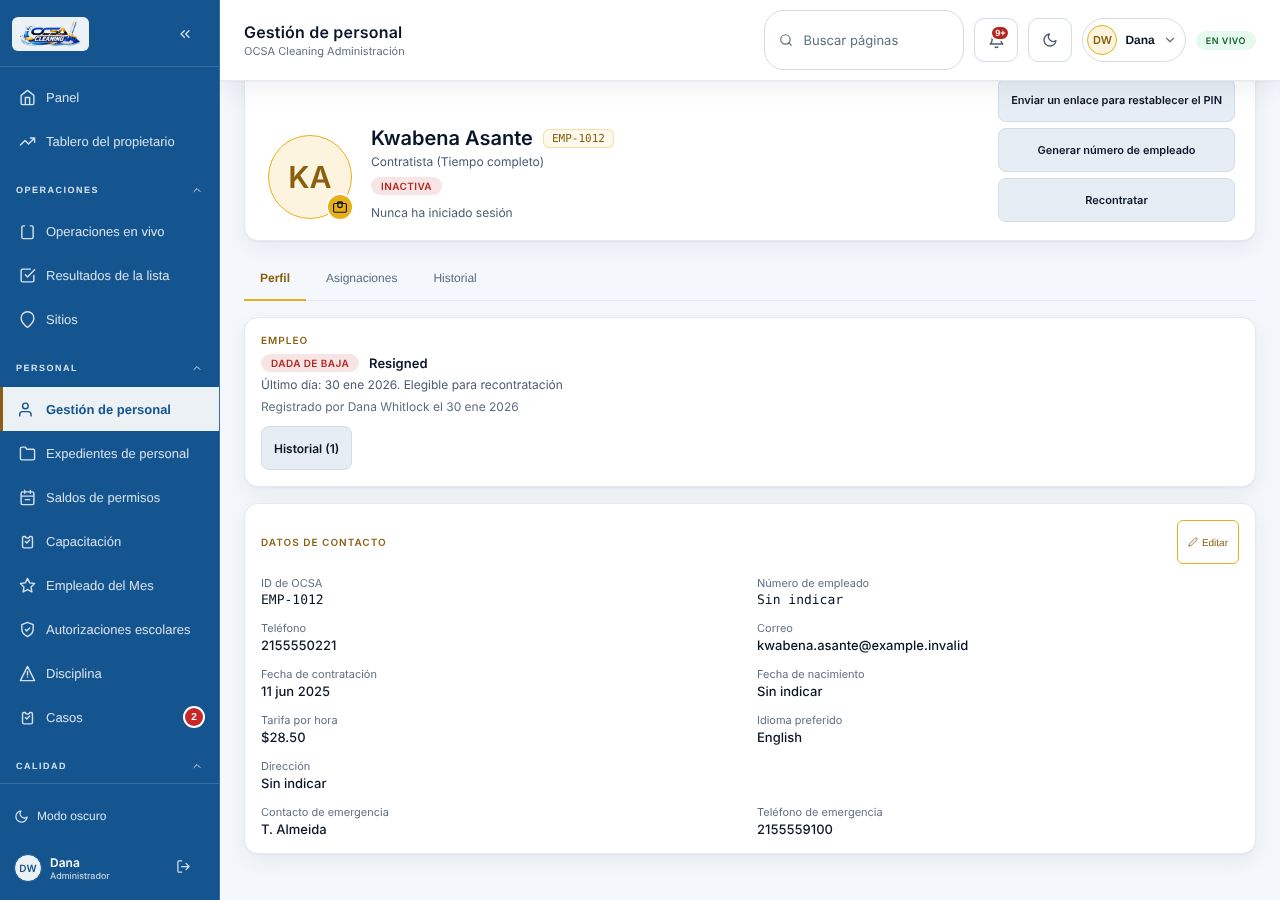 OCSA
CLEANING
Panel
Tablero del propietario
OPERACIONES
Operaciones en vivo
Resultados de la lista
Sitios
PERSONAL
Gestión de personal
Expedientes de personal
Saldos de permisos
Capacitación
Empleado del Mes
Autorizaciones escolares
Disciplina
Casos
2
CALIDAD
Modo oscuro
DW
Dana
Administrador
Gestión de personal
OCSA Cleaning Administración
Buscar páginas
9+
DW
Dana
EN VIVO
Enviar un enlace para restablecer el PIN
Generar número de empleado
Recontratar
KA
Kwabena Asante
EMP-1012
Contratista (Tiempo completo)
INACTIVA
Nunca ha iniciado sesión
Perfil
Asignaciones
Historial
EMPLEO
DADA DE BAJA
Resigned
Último día: 30 ene 2026. Elegible para recontratación
Registrado por Dana Whitlock el 30 ene 2026
Historial (1)
DATOS DE CONTACTO
Editar
ID de OCSA
EMP-1012
Número de empleado
Sin indicar
Teléfono
2155550221
Correo
kwabena.asante@example.invalid
Fecha de contratación
11 jun 2025
Fecha de nacimiento
Sin indicar
Tarifa por hora
$28.50
Idioma preferido
English
Dirección
Sin indicar
Contacto de emergencia
T. Almeida
Teléfono de emergencia
2155559100